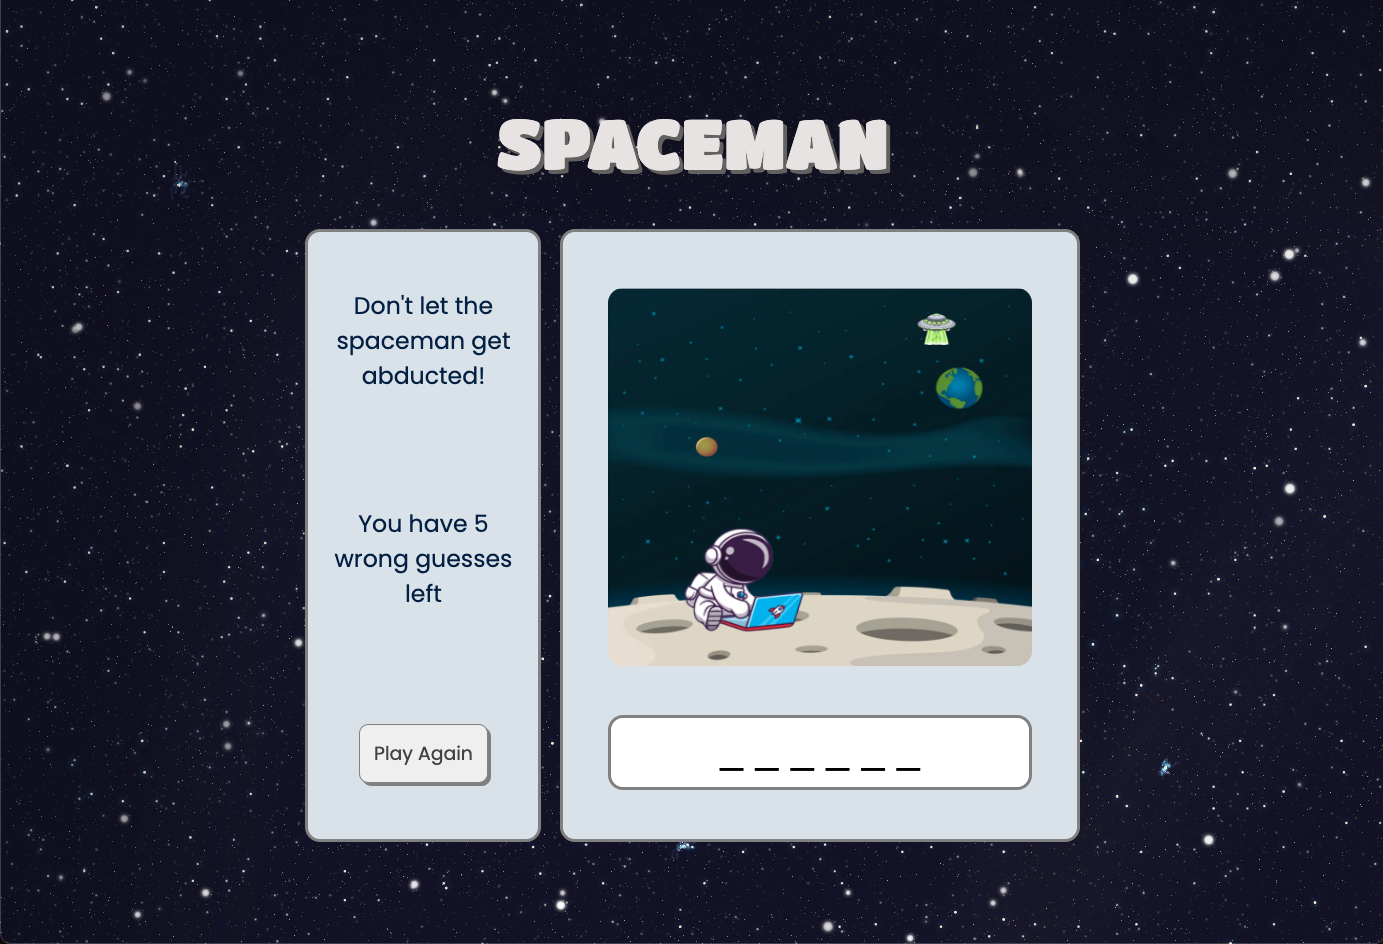 SPACEMAN
Don't let the
spaceman get
abducted!
You have 5
wrong guesses
left
Play Again
_ _ _ _ _ _